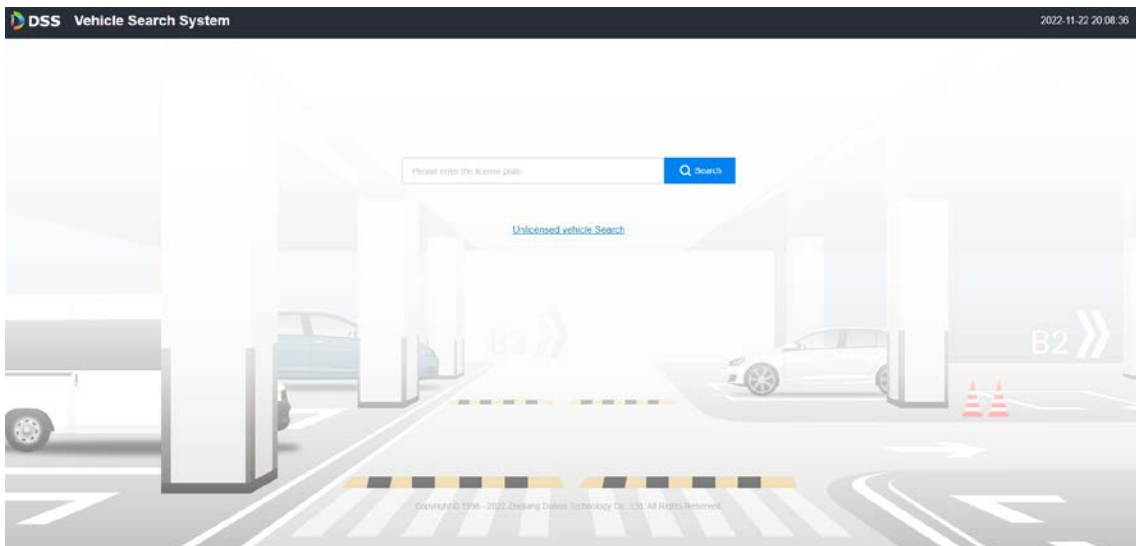 DSS Vehicle Search System
2022-11-22 20:08:36
Please enter the license plate
Search
Unlicensed vehicle Search
B3
B2
Copyright © 1998 - 2022 Zhejiang Dahua Technology Co., Ltd. All Rights Reserved